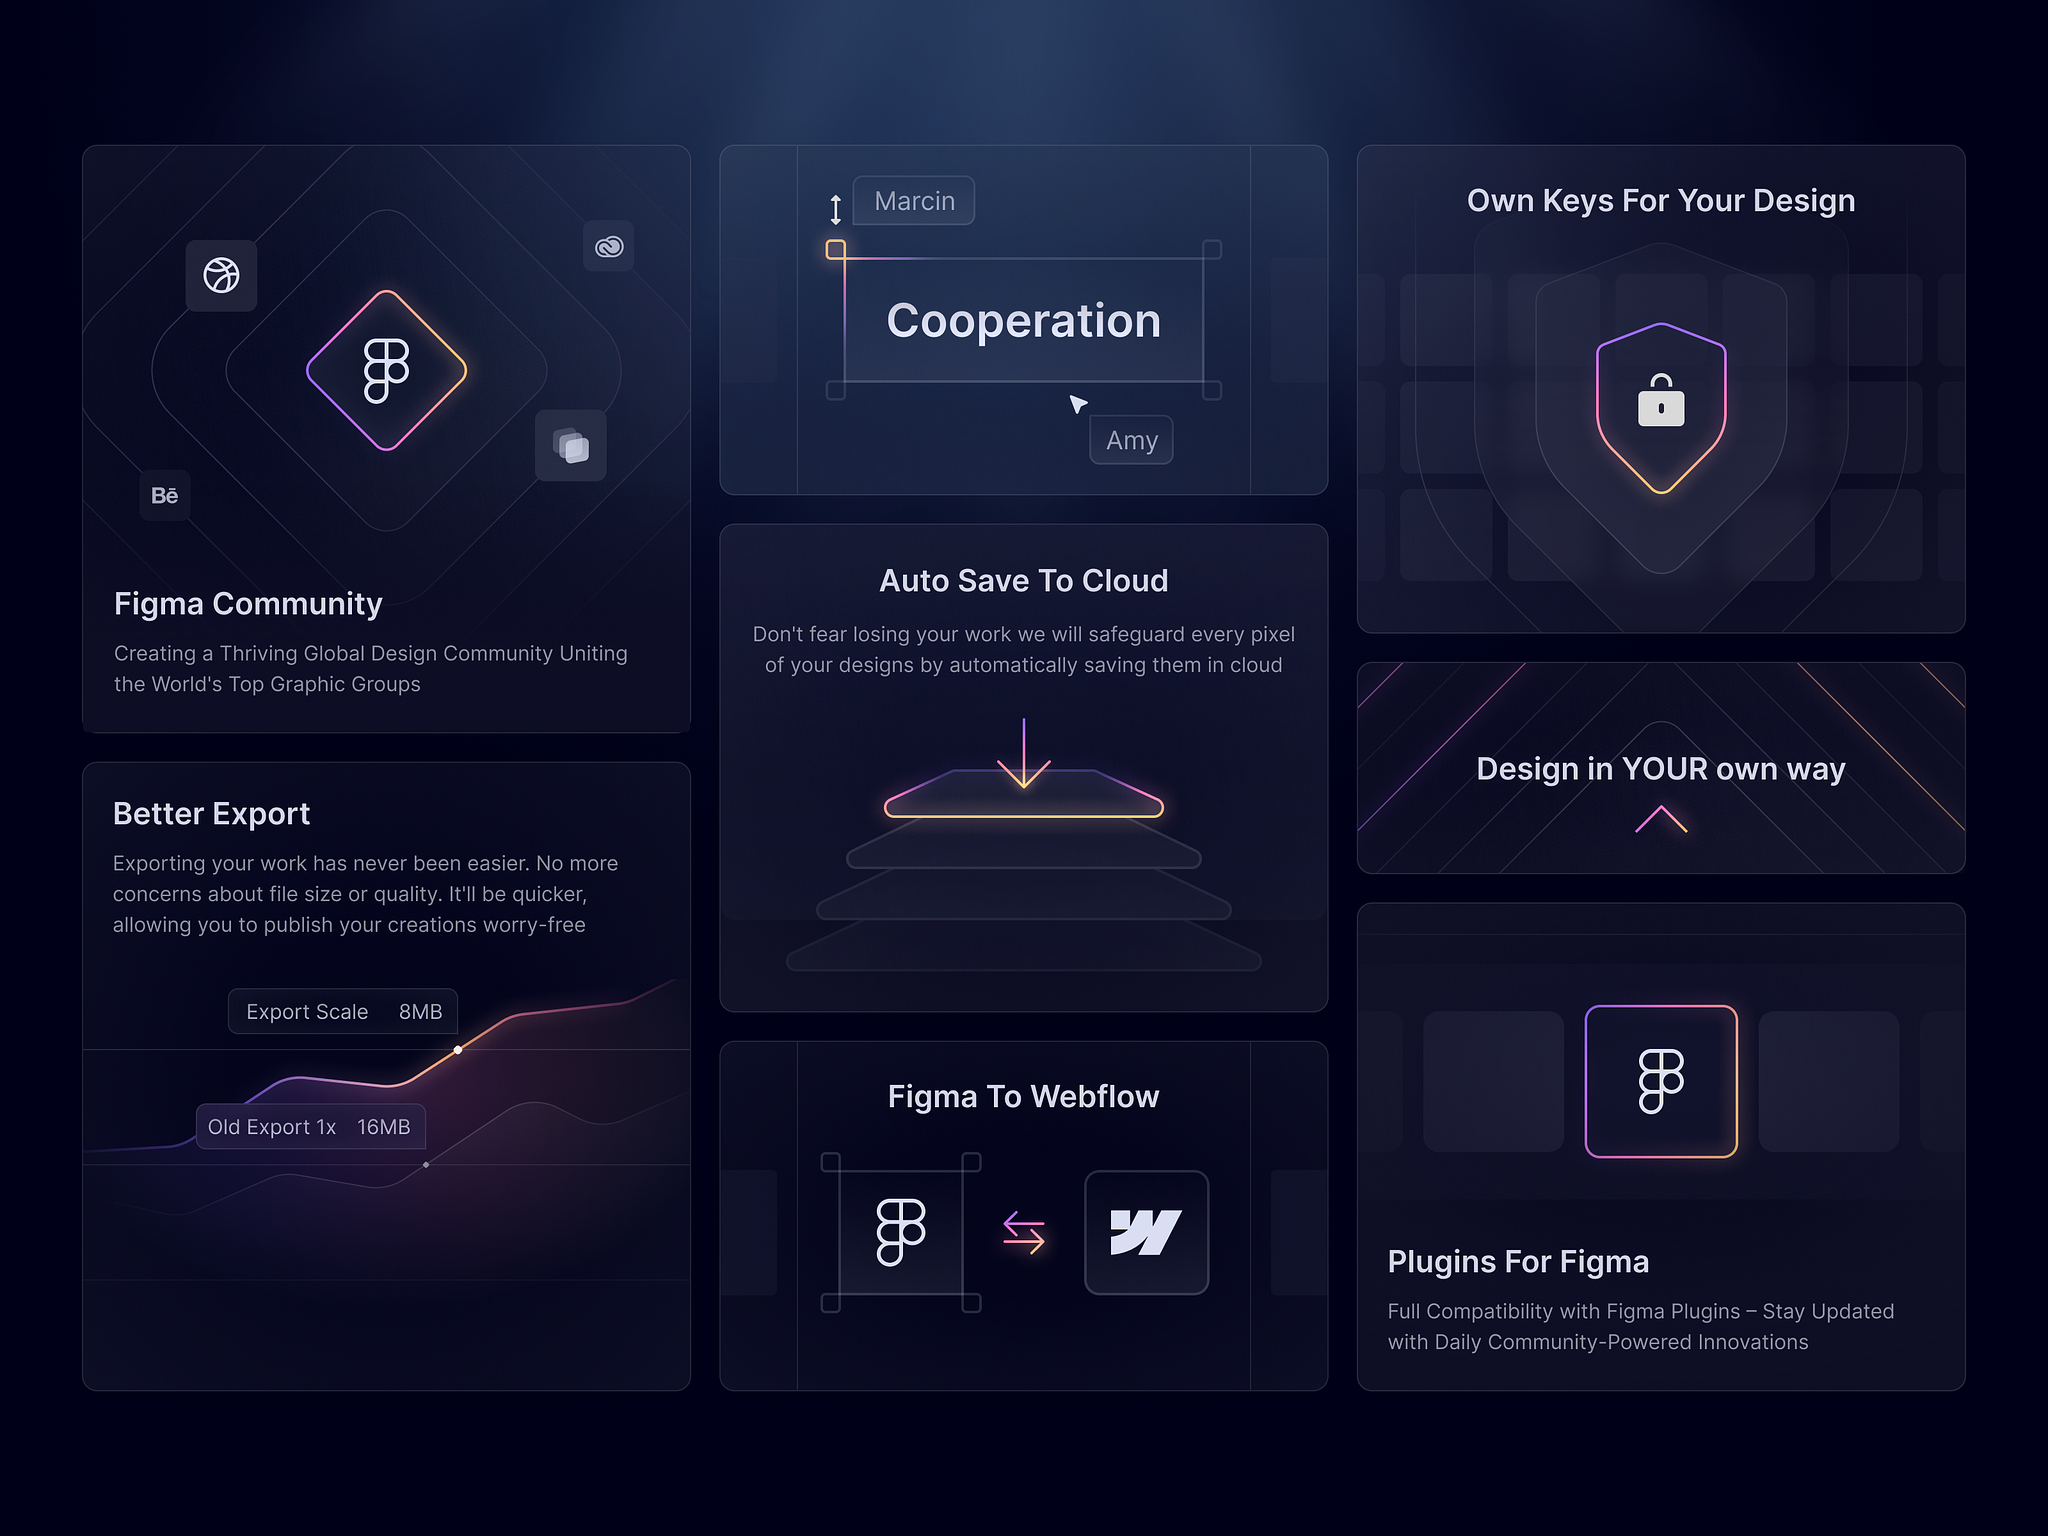 Bē
Figma Community
Creating a Thriving Global Design Community Uniting
the World's Top Graphic Groups
Better Export
Exporting your work has never been easier. No more
concerns about file size or quality. It'll be quicker,
allowing you to publish your creations worry-free
Export Scale 8MB
Old Export 1x 16MB
Marcin
Cooperation
Amy
Auto Save To Cloud
Don't fear losing your work we will safeguard every pixel
of your designs by automatically saving them in cloud
Figma To Webflow
Own Keys For Your Design
Design in YOUR own way
Plugins For Figma
Full Compatibility with Figma Plugins – Stay Updated
with Daily Community-Powered Innovations